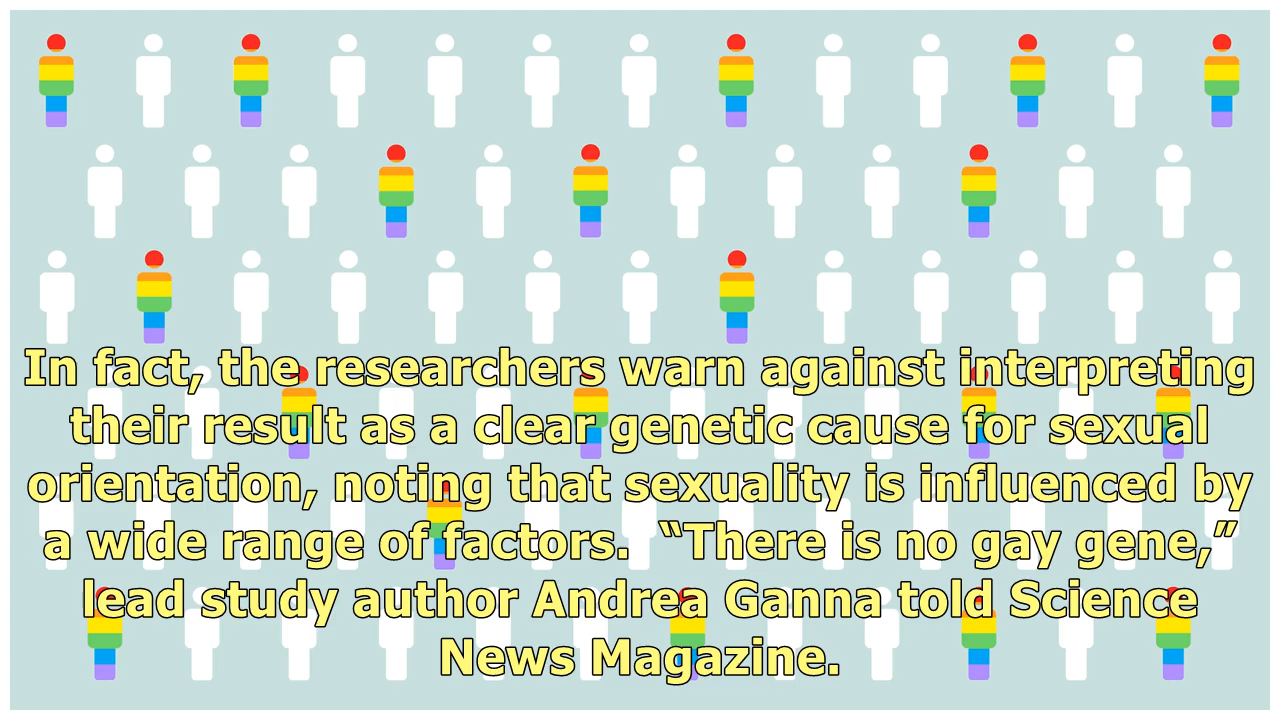 In fact, the researchers warn against interpreting
their result as a clear genetic cause for sexual
orientation, noting that sexuality is influenced by
a wide range of factors.  “There is no gay gene,”
lead study author Andrea Ganna told Science
News Magazine.